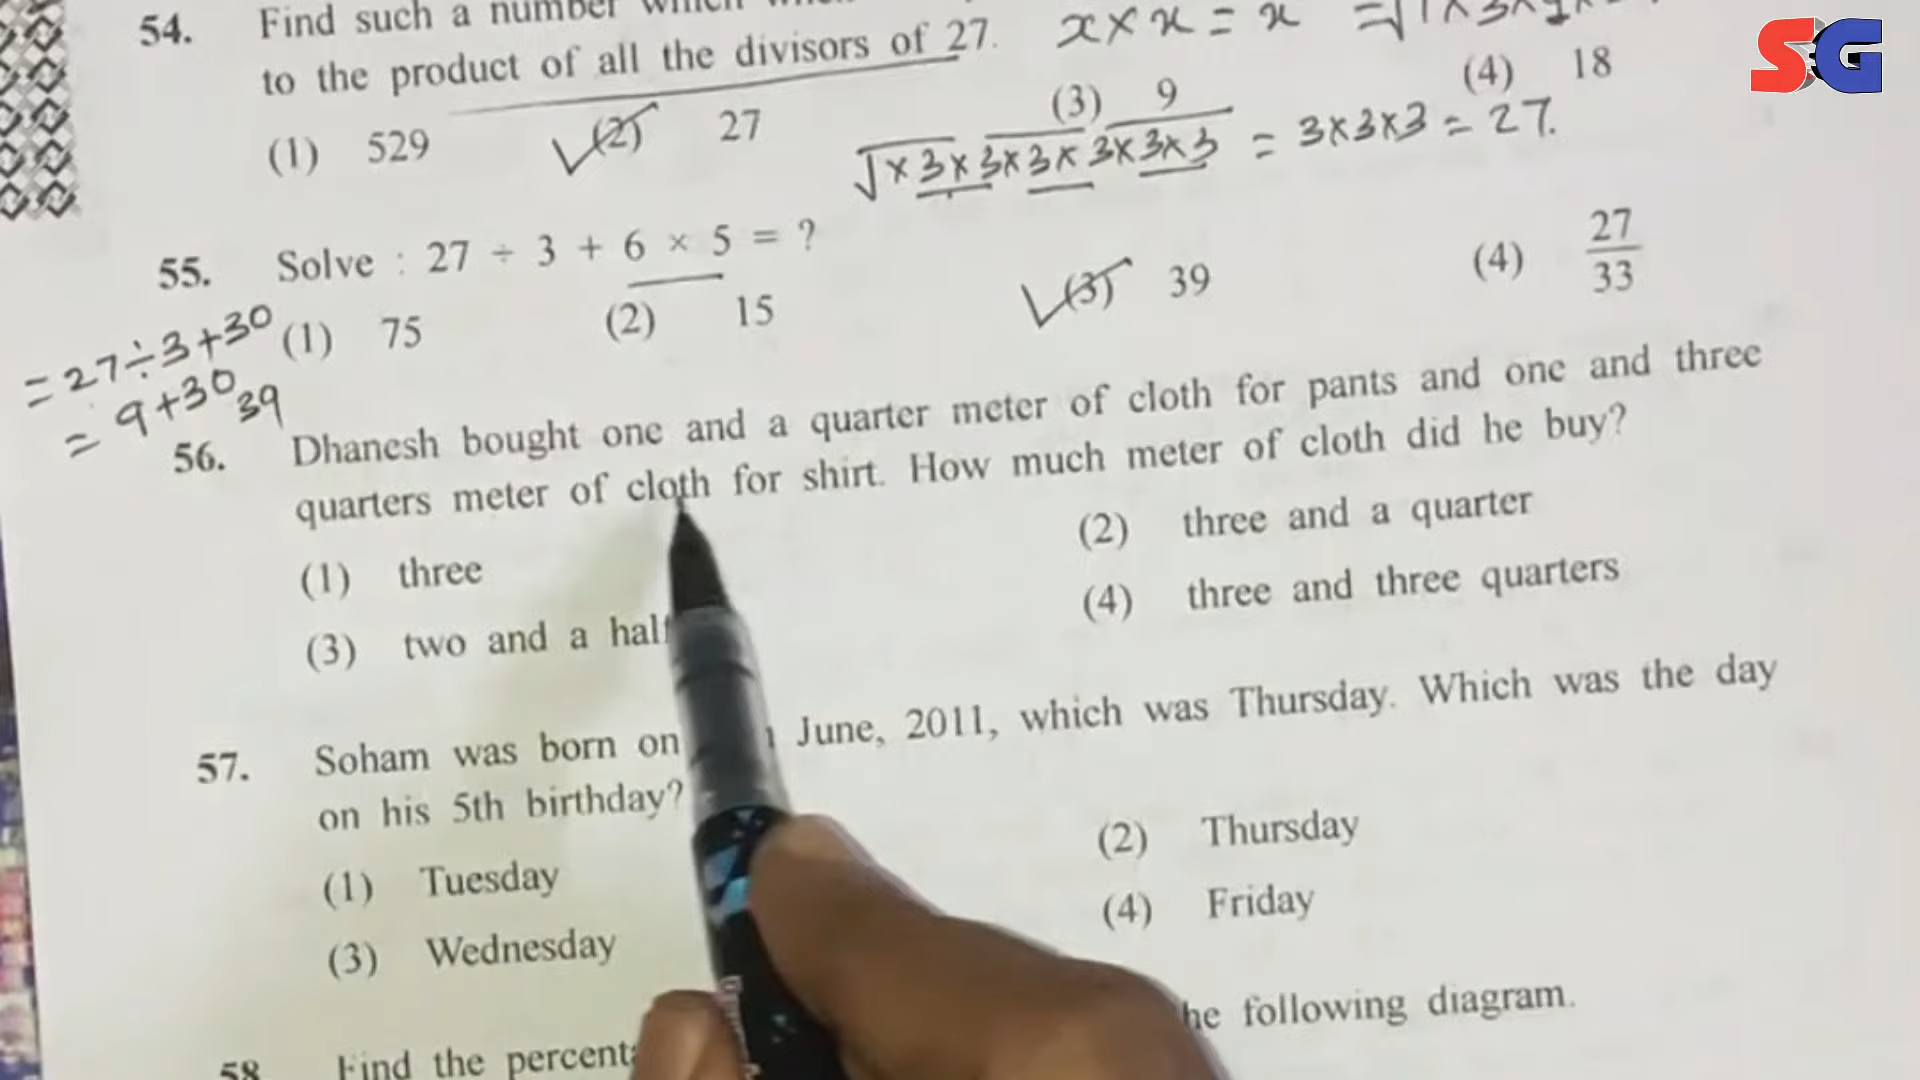 54. Find such a number which
x × x = x
to the product of all the divisors of 27.
(1) 529 (2) 27 (3) 9 (4) 18
√×3×3×3×3×3×3 = 3×3×3 = 27.
55. Solve : 27 ÷ 3 + 6 × 5 = ?
(1) 75 (2) 15 (3) 39 (4) 27/33
= 27÷3+30
= 9+30 39
56. Dhanesh bought one and a quarter meter of cloth for pants and one and three
quarters meter of cloth for shirt. How much meter of cloth did he buy?
(1) three (2) three and a quarter
(3) two and a half (4) three and three quarters
57. Soham was born on June, 2011, which was Thursday. Which was the day
on his 5th birthday?
(1) Tuesday (2) Thursday
(3) Wednesday (4) Friday
58 Find the following diagram.
SG